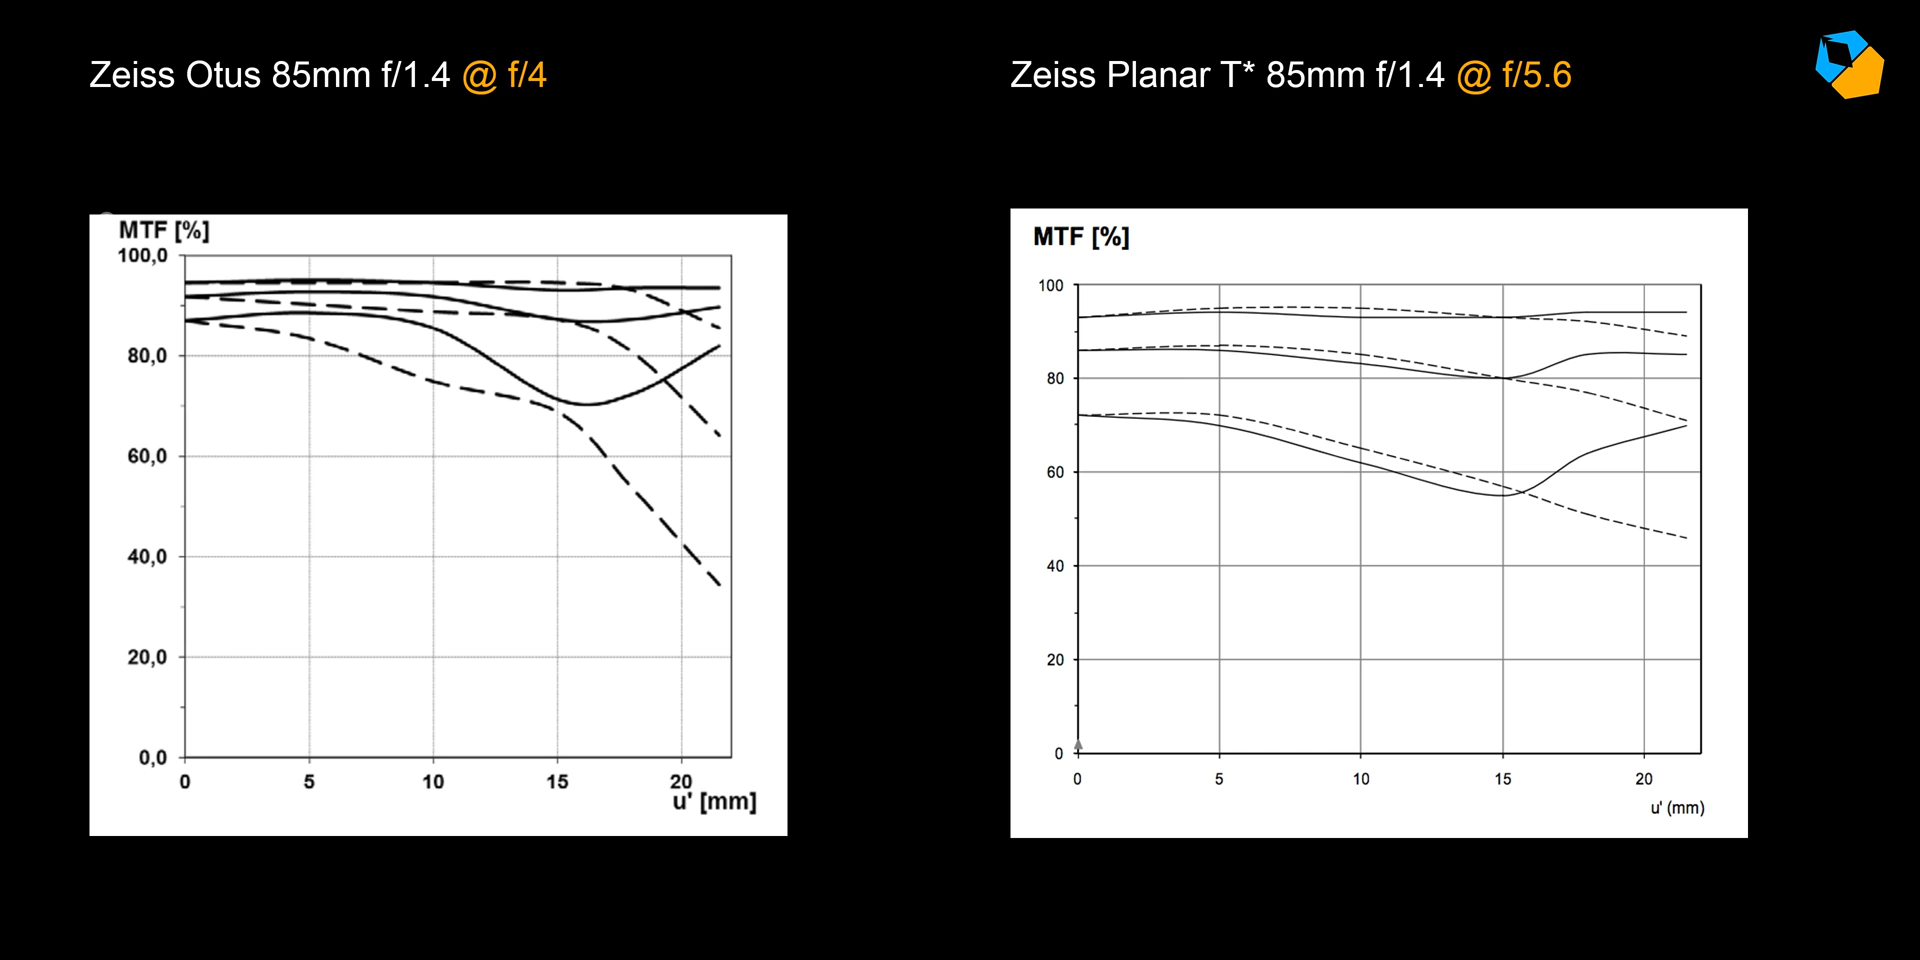 Zeiss Otus 85mm f/1.4 @ f/4
MTF [%]
100,0
80,0
60,0
40,0
20,0
0,0
0 5 10 15 20
u' [mm]
Zeiss Planar T* 85mm f/1.4 @ f/5.6
MTF [%]
100
80
60
40
20
0
0 5 10 15 20
u' (mm)